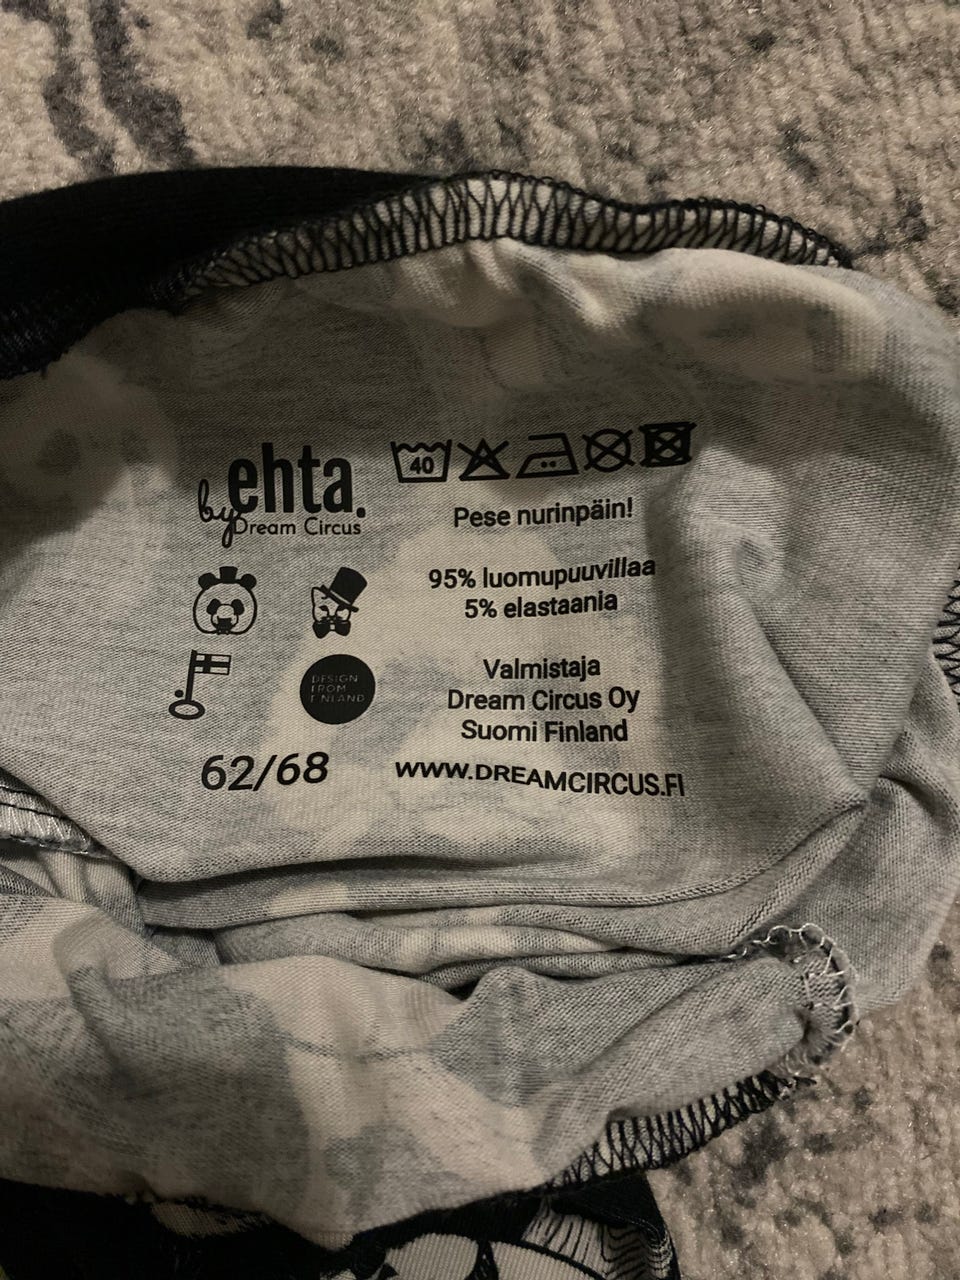 by ehta.
Dream Circus
40
Pese nurinpäin!
95% luomupuuvillaa
5% elastaania
DESIGN
FROM
FINLAND
Valmistaja
Dream Circus Oy
Suomi Finland
62/68
WWW.DREAMCIRCUS.FI